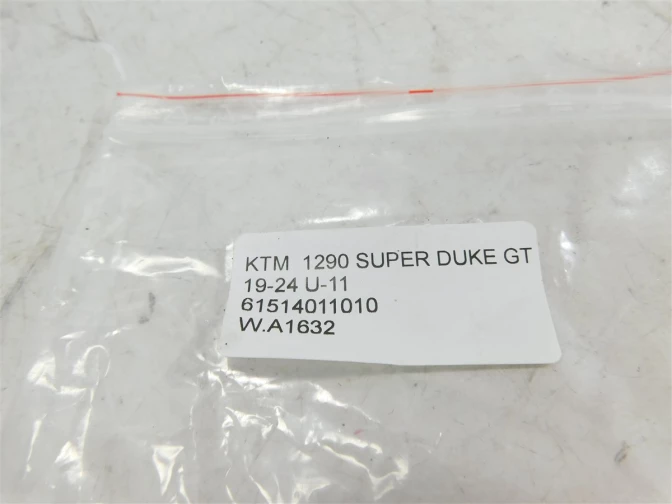 KTM 1290 SUPER DUKE GT
19-24 U-11
61514011010
W.A1632